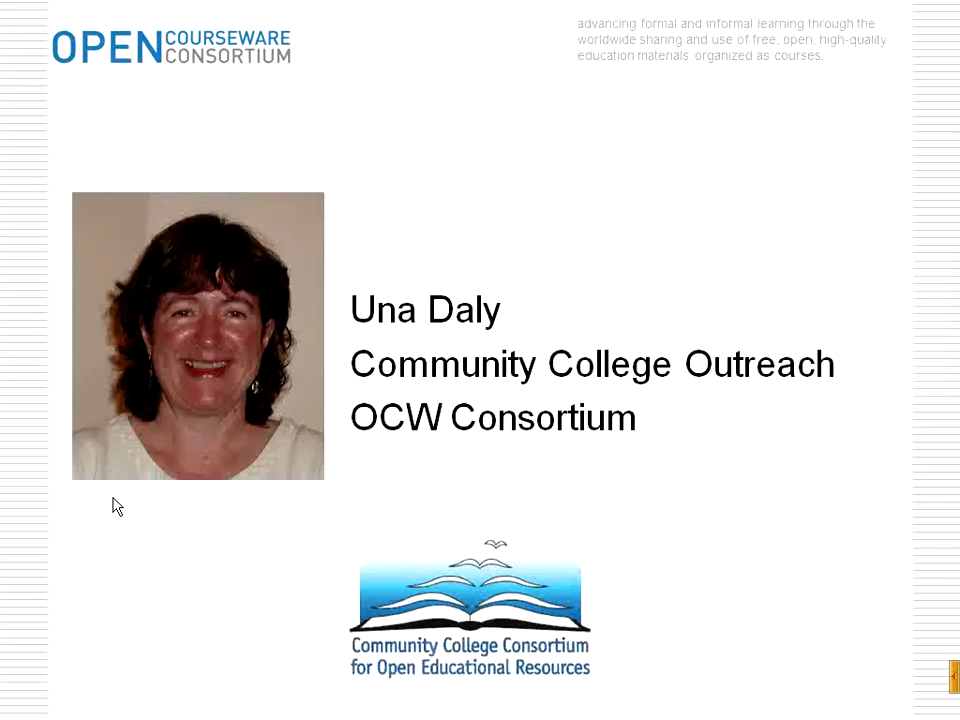 OPEN COURSEWARE CONSORTIUM
advancing formal and informal learning through the
worldwide sharing and use of free, open, high-quality
education materials organized as courses.
Una Daly
Community College Outreach
OCW Consortium
Community College Consortium
for Open Educational Resources